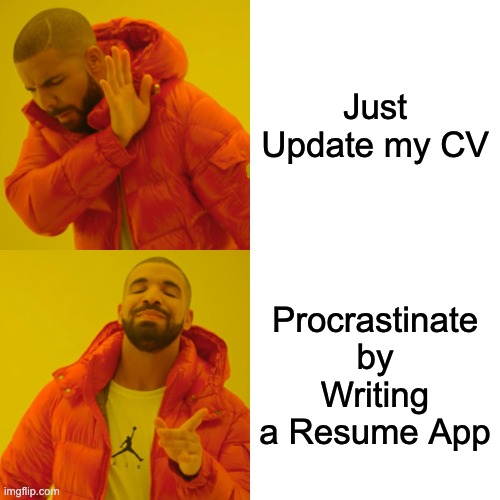 Just
Update my CV
Procrastinate
by
Writing
a Resume App
imgflip.com